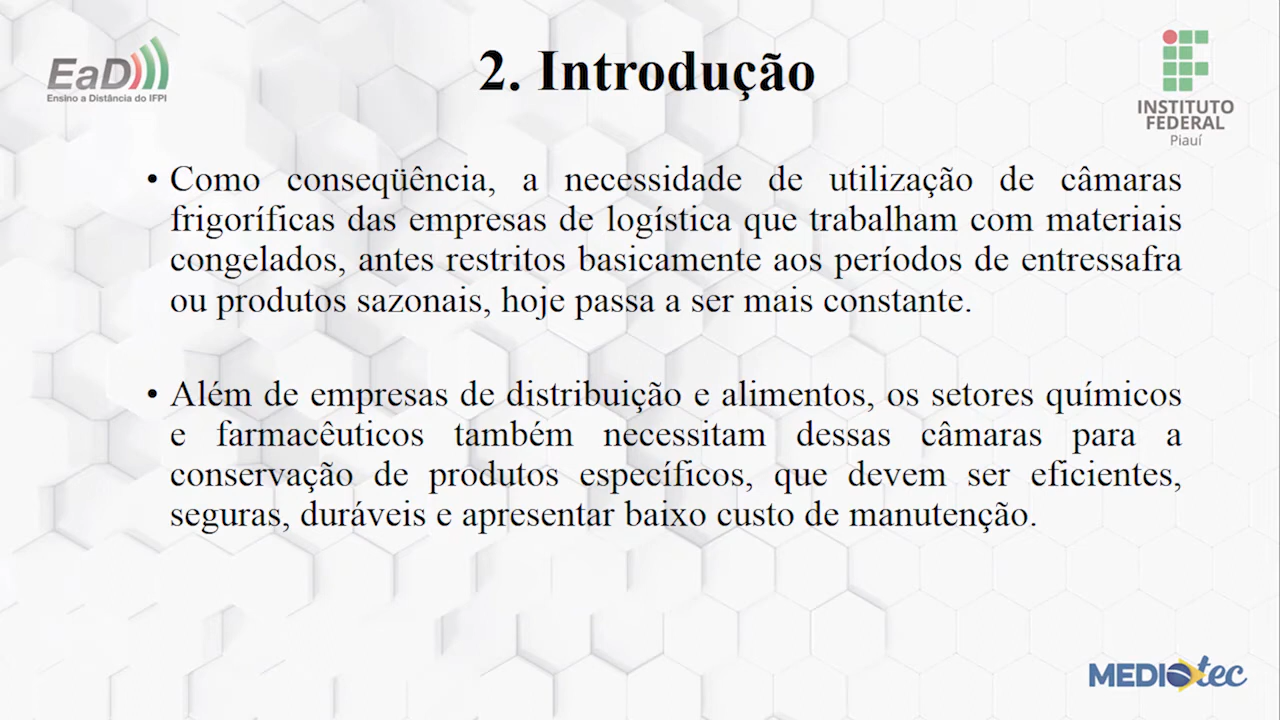 EaD
Ensino a Distância do IFPI
2. Introdução
INSTITUTO
FEDERAL
Piauí
• Como conseqüência, a necessidade de utilização de câmaras
frigoríficas das empresas de logística que trabalham com materiais
congelados, antes restritos basicamente aos períodos de entressafra
ou produtos sazonais, hoje passa a ser mais constante.
• Além de empresas de distribuição e alimentos, os setores químicos
e farmacêuticos também necessitam dessas câmaras para a
conservação de produtos específicos, que devem ser eficientes,
seguras, duráveis e apresentar baixo custo de manutenção.
MEDIOtec